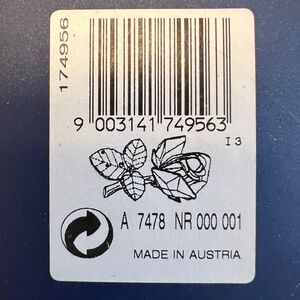 174956
9 003141 749563
I 3
A 7478 NR 000 001
MADE IN AUSTRIA